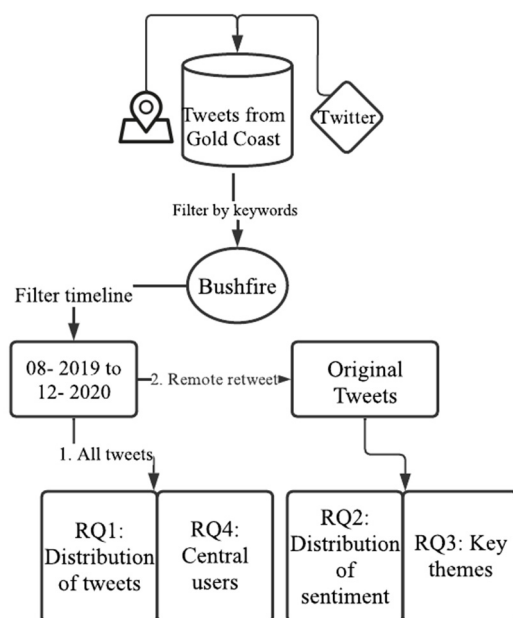 Tweets from
Gold Coast
Twitter
Filter by keywords
Bushfire
Filter timeline
08- 2019 to
12- 2020
2. Remote retweet
Original
Tweets
1. All tweets
RQ1:
Distribution
of tweets
RQ4:
Central
users
RQ2:
Distribution
of
sentiment
RQ3: Key
themes